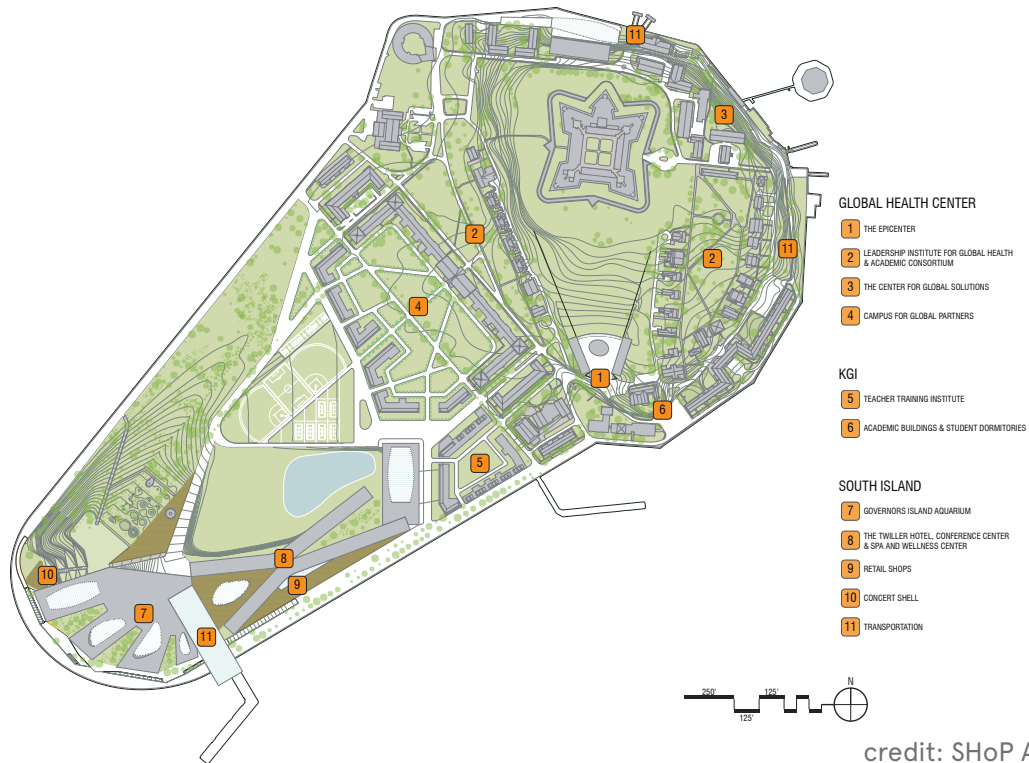 11
3
2
11
2
4
1
6
5
10
8
9
7
11
GLOBAL HEALTH CENTER
1 THE EPICENTER
2 LEADERSHIP INSTITUTE FOR GLOBAL HEALTH
& ACADEMIC CONSORTIUM
3 THE CENTER FOR GLOBAL SOLUTIONS
4 CAMPUS FOR GLOBAL PARTNERS
KGI
5 TEACHER TRAINING INSTITUTE
6 ACADEMIC BUILDINGS & STUDENT DORMITORIES
SOUTH ISLAND
7 GOVERNORS ISLAND AQUARIUM
8 THE TWILLER HOTEL, CONFERENCE CENTER
& SPA AND WELLNESS CENTER
9 RETAIL SHOPS
10 CONCERT SHELL
11 TRANSPORTATION
250' 125' N
125'
credit: SHoP A